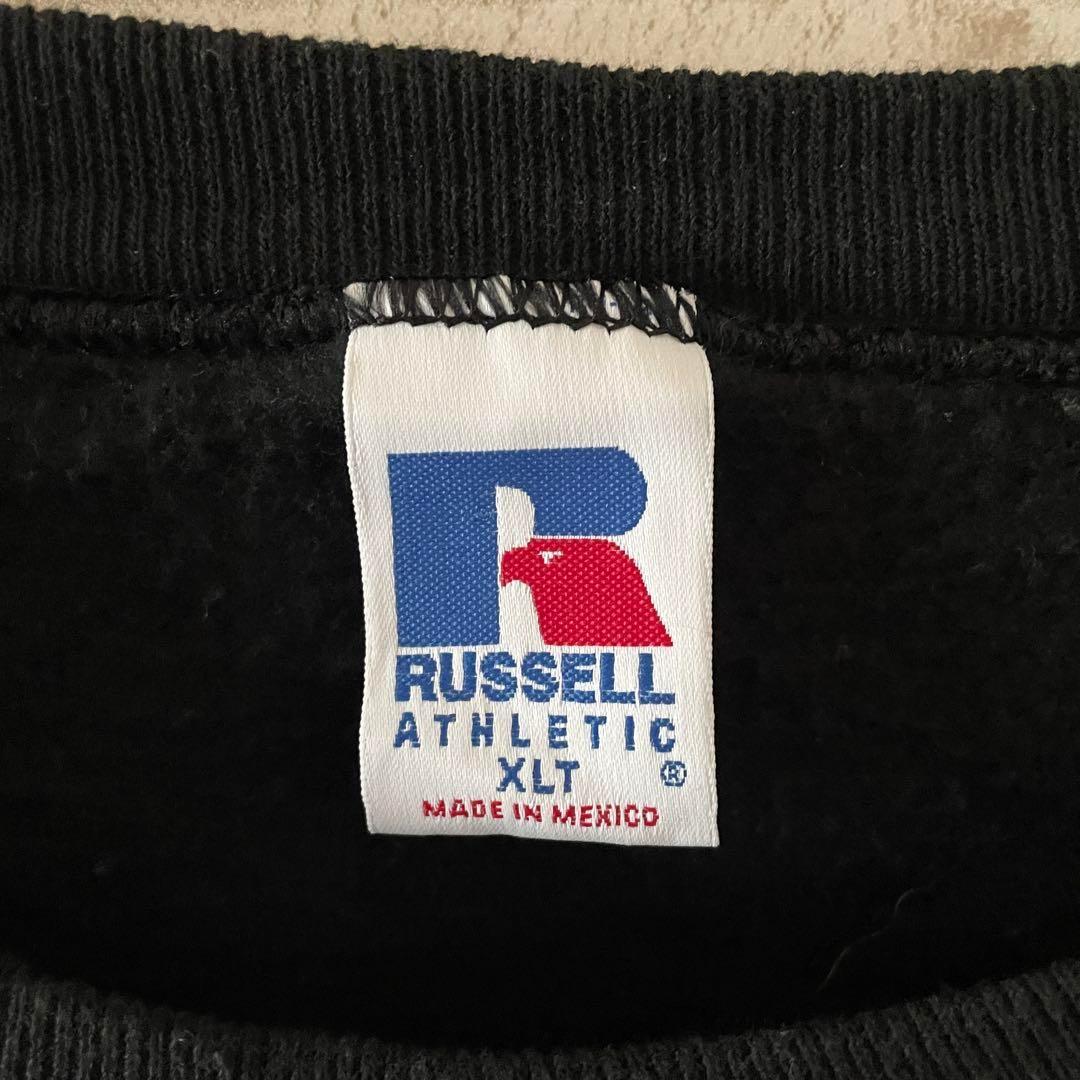 R
RUSSELL
ATHLETIC
XLT ®
MADE IN MEXICO